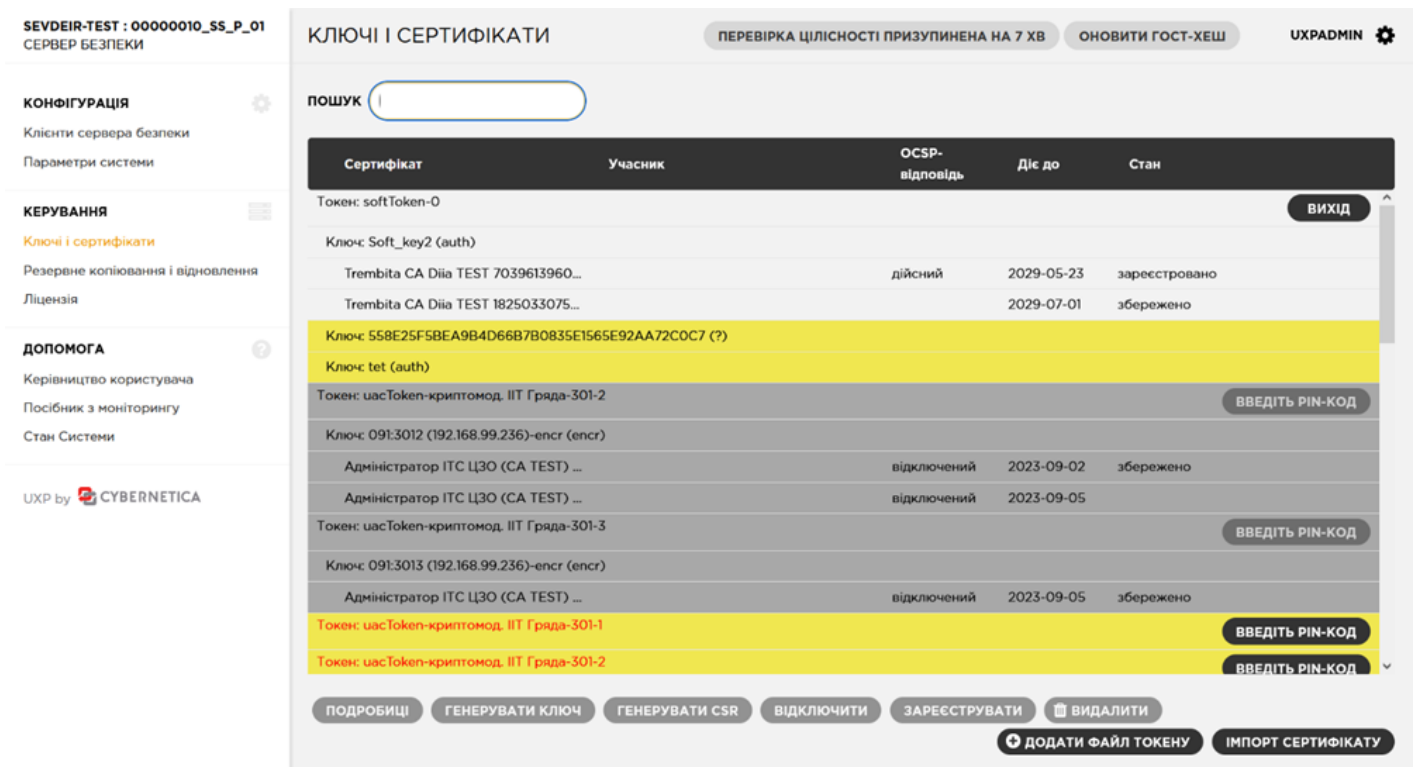 SEVDEIR-TEST : 00000010_SS_P_01
СЕРВЕР БЕЗПЕКИ
КЛЮЧІ І СЕРТИФІКАТИ
ПЕРЕВІРКА ЦІЛІСНОСТІ ПРИЗУПИНЕНА НА 7 ХВ
ОНОВИТИ ГОСТ-ХЕШ
UXPADMIN
КОНФІГУРАЦІЯ
Клієнти сервера безпеки
Параметри системи
КЕРУВАННЯ
Ключі і сертифікати
Резервне копіювання і відновлення
Ліцензія
ДОПОМОГА
Керівництво користувача
Посібник з моніторингу
Стан Системи
UXP by CYBERNETICA
ПОШУК
Сертифікат Учасник OCSP-відповідь Діє до Стан
Токен: softToken-0 ВИХІД
Ключ: Soft_key2 (auth)
Trembita CA Diia TEST 7039613960... дійсний 2029-05-23 зареєстровано
Trembita CA Diia TEST 1825033075... 2029-07-01 збережено
Ключ: 558E25F5BEA9B4D66B7B0835E1565E92AA72C0C7 (?)
Ключ: tet (auth)
Токен: uacToken-криптомод. ІІТ Гряда-301-2 ВВЕДІТЬ PIN-КОД
Ключ: 091:3012 (192.168.99.236)-encr (encr)
Адміністратор ІТС ЦЗО (CA TEST) ... відключений 2023-09-02 збережено
Адміністратор ІТС ЦЗО (CA TEST) ... відключений 2023-09-05
Токен: uacToken-криптомод. ІІТ Гряда-301-3 ВВЕДІТЬ PIN-КОД
Ключ: 091:3013 (192.168.99.236)-encr (encr)
Адміністратор ІТС ЦЗО (CA TEST) ... відключений 2023-09-05 збережено
Токен: uacToken-криптомод. ІІТ Гряда-301-1 ВВЕДІТЬ PIN-КОД
Токен: uacToken-криптомод. ІІТ Гряда-301-2 ВВЕДІТЬ PIN-КОД
ПОДРОБИЦІ ГЕНЕРУВАТИ КЛЮЧ ГЕНЕРУВАТИ CSR ВІДКЛЮЧИТИ ЗАРЕЄСТРУВАТИ ВИДАЛИТИ
ДОДАТИ ФАЙЛ ТОКЕНУ ІМПОРТ СЕРТИФІКАТУ